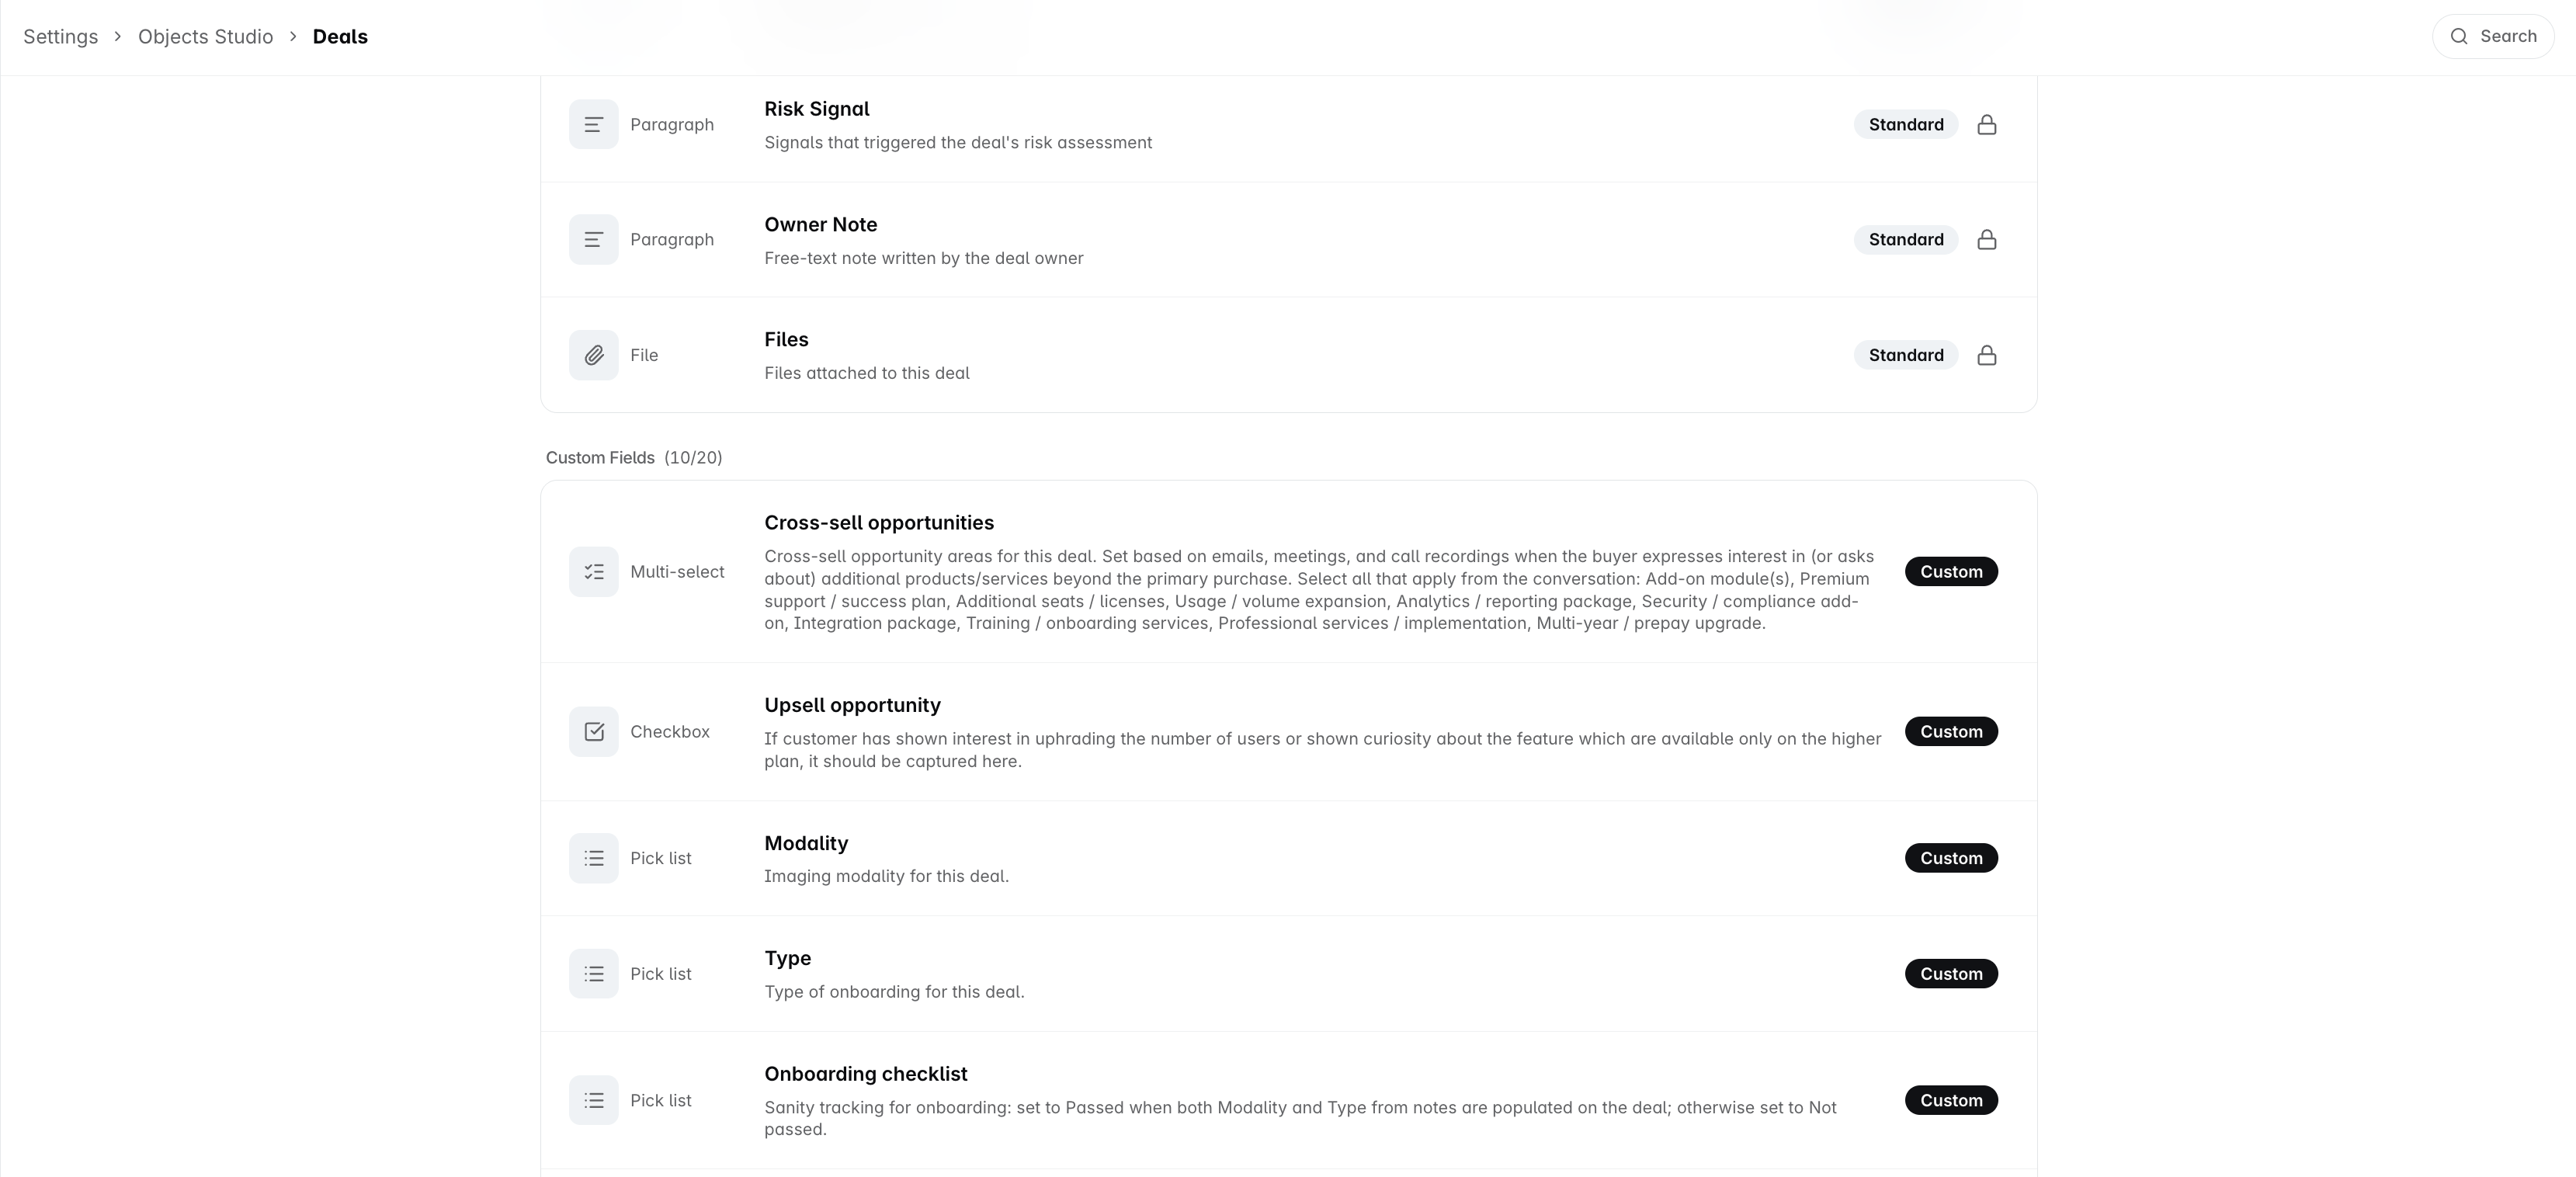 Settings > Objects Studio > Deals
Search
Paragraph
Risk Signal
Signals that triggered the deal's risk assessment
Standard
Paragraph
Owner Note
Free-text note written by the deal owner
Standard
File
Files
Files attached to this deal
Standard
Custom Fields (10/20)
Multi-select
Cross-sell opportunities
Cross-sell opportunity areas for this deal. Set based on emails, meetings, and call recordings when the buyer expresses interest in (or asks
about) additional products/services beyond the primary purchase. Select all that apply from the conversation: Add-on module(s), Premium
support / success plan, Additional seats / licenses, Usage / volume expansion, Analytics / reporting package, Security / compliance add-
on, Integration package, Training / onboarding services, Professional services / implementation, Multi-year / prepay upgrade.
Custom
Checkbox
Upsell opportunity
If customer has shown interest in uphrading the number of users or shown curiosity about the feature which are available only on the higher
plan, it should be captured here.
Custom
Pick list
Modality
Imaging modality for this deal.
Custom
Pick list
Type
Type of onboarding for this deal.
Custom
Pick list
Onboarding checklist
Sanity tracking for onboarding: set to Passed when both Modality and Type from notes are populated on the deal; otherwise set to Not
passed.
Custom